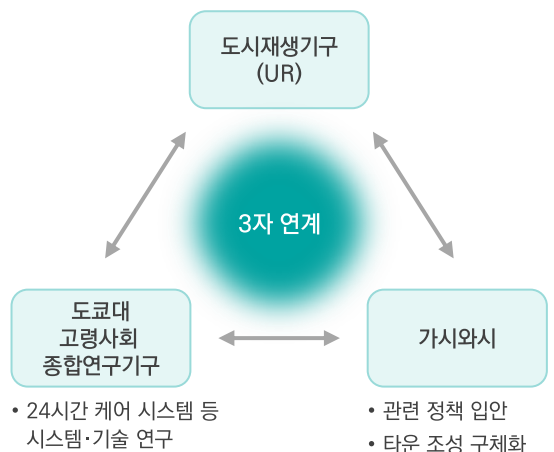 도시재생기구
(UR)
3자 연계
도쿄대
고령사회
종합연구기구
가시와시
• 24시간 케어 시스템 등
시스템·기술 연구
• 관련 정책 입안
• 타운 조성 구체화